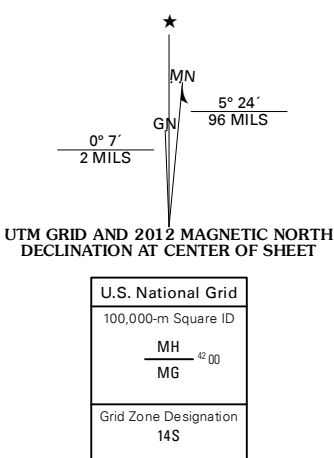 ★
MN
5° 24´
96 MILS
GN
0° 7´
2 MILS
UTM GRID AND 2012 MAGNETIC NORTH
DECLINATION AT CENTER OF SHEET
U.S. National Grid
100,000-m Square ID
MH
42 00
MG
Grid Zone Designation
14S